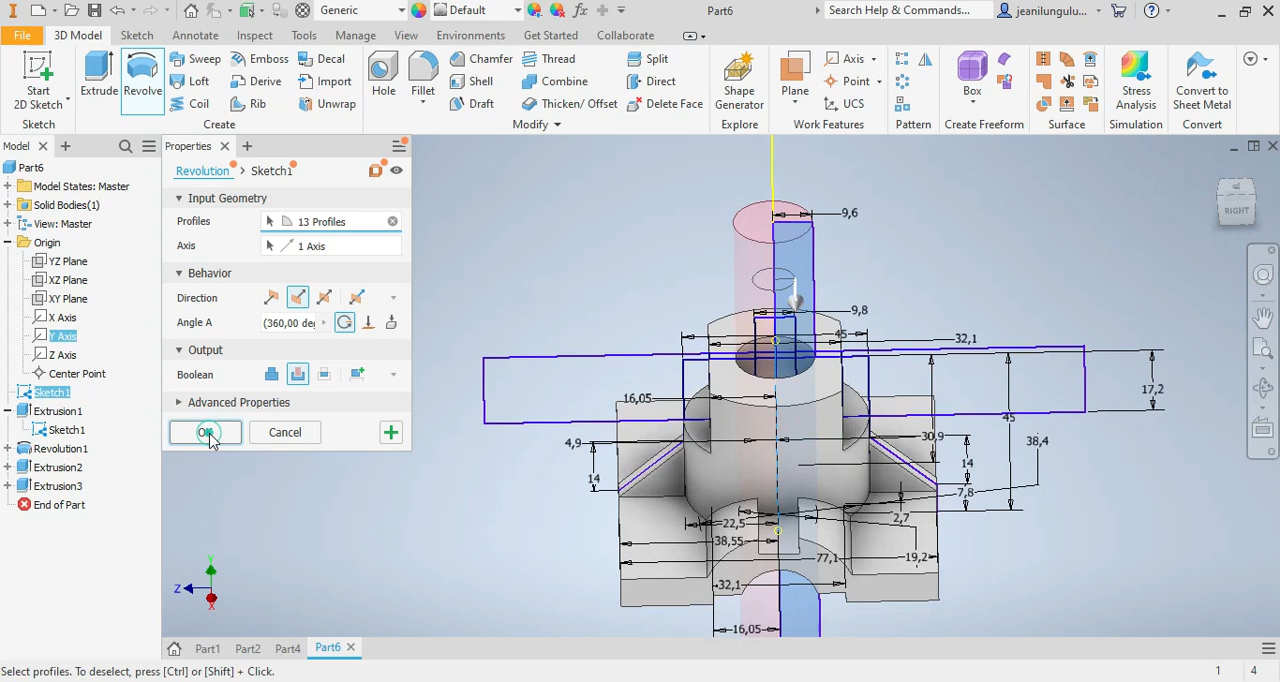 Generic
Default
Part6
Search Help & Commands...
jeanilungulu...
File
3D Model
Sketch
Annotate
Inspect
Tools
Manage
View
Environments
Get Started
Collaborate
Start
2D Sketch
Extrude
Revolve
Sweep
Loft
Coil
Embo
Derive
Rib
Decal
Import
Unwrap
Hole
Fillet
Chamfer
Shell
Draft
Thread
Combine
Thicken/ Offset
Split
Direct
Delete Face
Shape
Generator
Plane
Axis
Point
UCS
Box
Stress
Analysis
Convert to
Sheet Metal
Sketch
Create
Modify
Explore
Work Features
Pattern
Create Freeform
Surface
Simulation
Convert
Model
Part6
Model States: Master
Solid Bodies(1)
View: Master
Origin
YZ Plane
XZ Plane
XY Plane
X Axis
Y Axis
Z Axis
Center Point
Sketch1
Extrusion1
Sketch1
Revolution1
Extrusion2
Extrusion3
End of Part
Properties
Revolution > Sketch1
Input Geometry
Profiles
13 Profiles
Axis
1 Axis
Behavior
Direction
Angle A
(360,00 deg
Output
Boolean
Advanced Properties
OK
Cancel
RIGHT
9,6
9,8
45
32,1
17,2
16,05
45
4,9
30,9
38,4
14
14
7,8
2,7
22,5
38,55
77,1
19,2
32,1
16,05
Y
Z
X
Part1
Part2
Part4
Part6
Select profiles. To deselect, press [Ctrl] or [Shift] + Click.
1
4